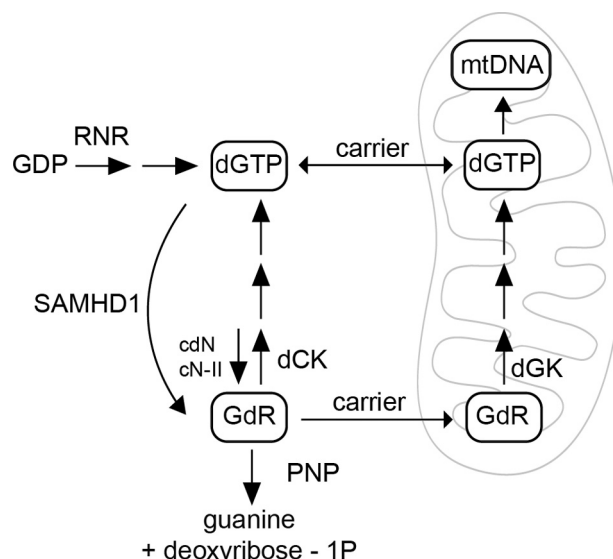 mtDNA
RNR
GDP
dGTP
carrier
dGTP
SAMHD1
cdN
cN-II
dCK
dGK
GdR
carrier
GdR
PNP
guanine
+ deoxyribose - 1P